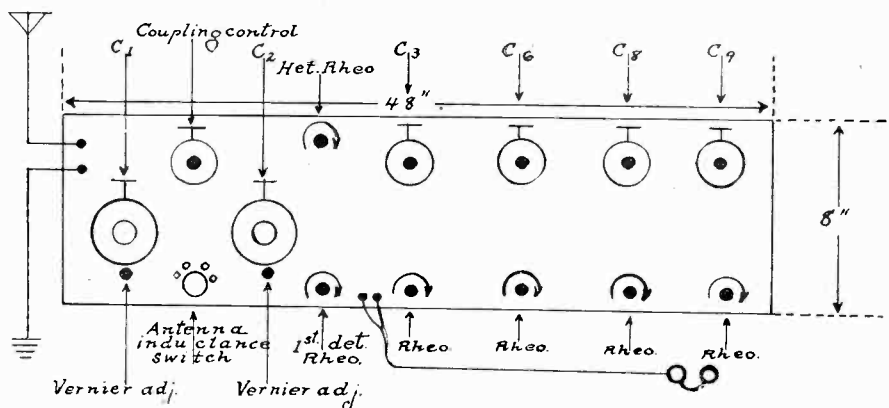 Coupling control
C1
C2
Het. Rheo
C3
C6
C8
C9
48"
8"
Antenna
inductance
switch
1st. det.
Rheo.
Rheo.
Rheo.
Rheo.
Rheo.
Vernier adj.
Vernier adj.